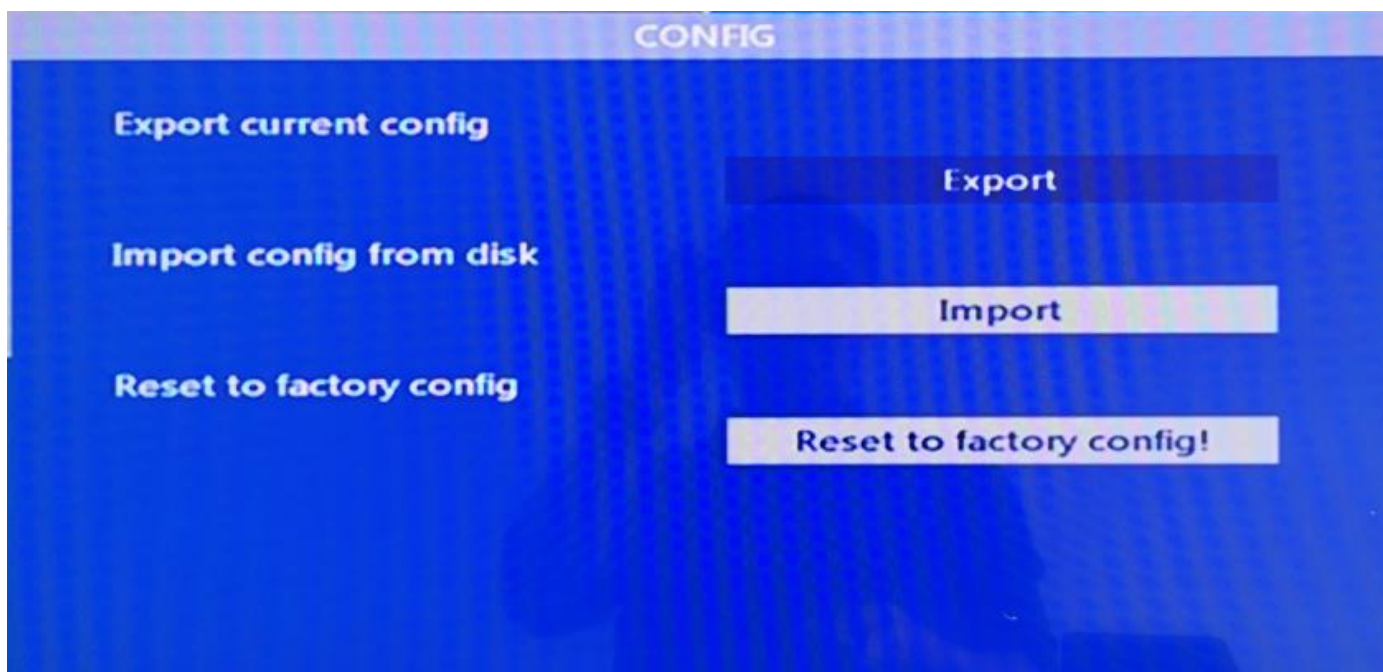 CONFIG
Export current config
Export
Import config from disk
Import
Reset to factory config
Reset to factory config!